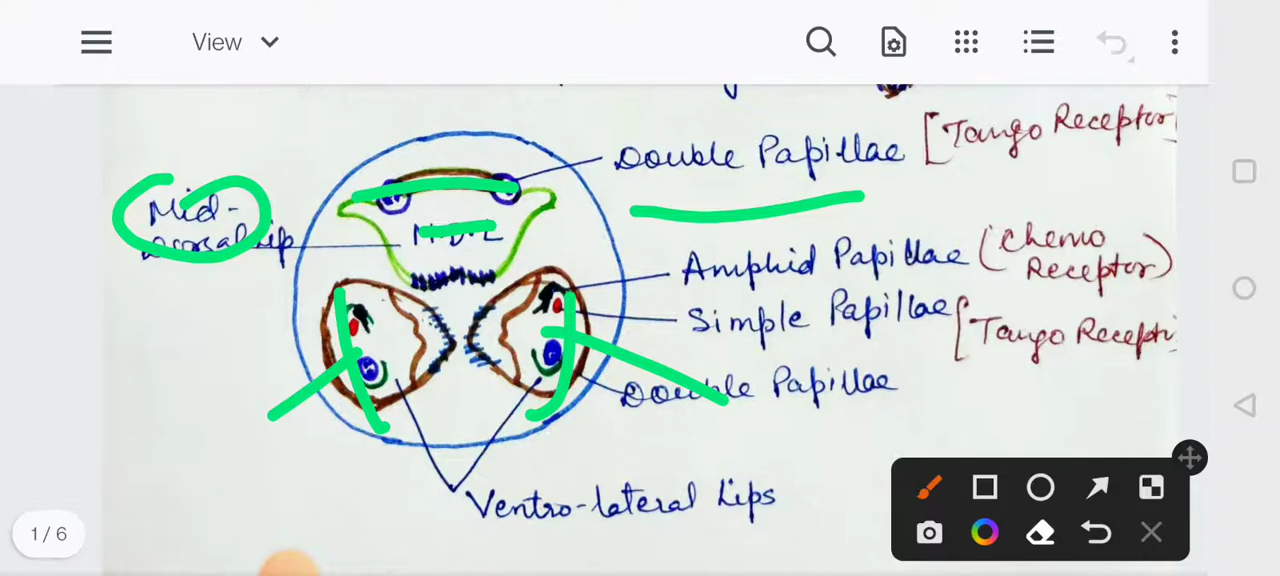 View
Double Papillae [Tango Receptor
Mid-
dorsal lip
M.D.L
Amphid Papillae (Chemo
Receptor)
Simple Papillae [Tango Recepti
Double Papillae
Ventro-lateral Lips
1 / 6